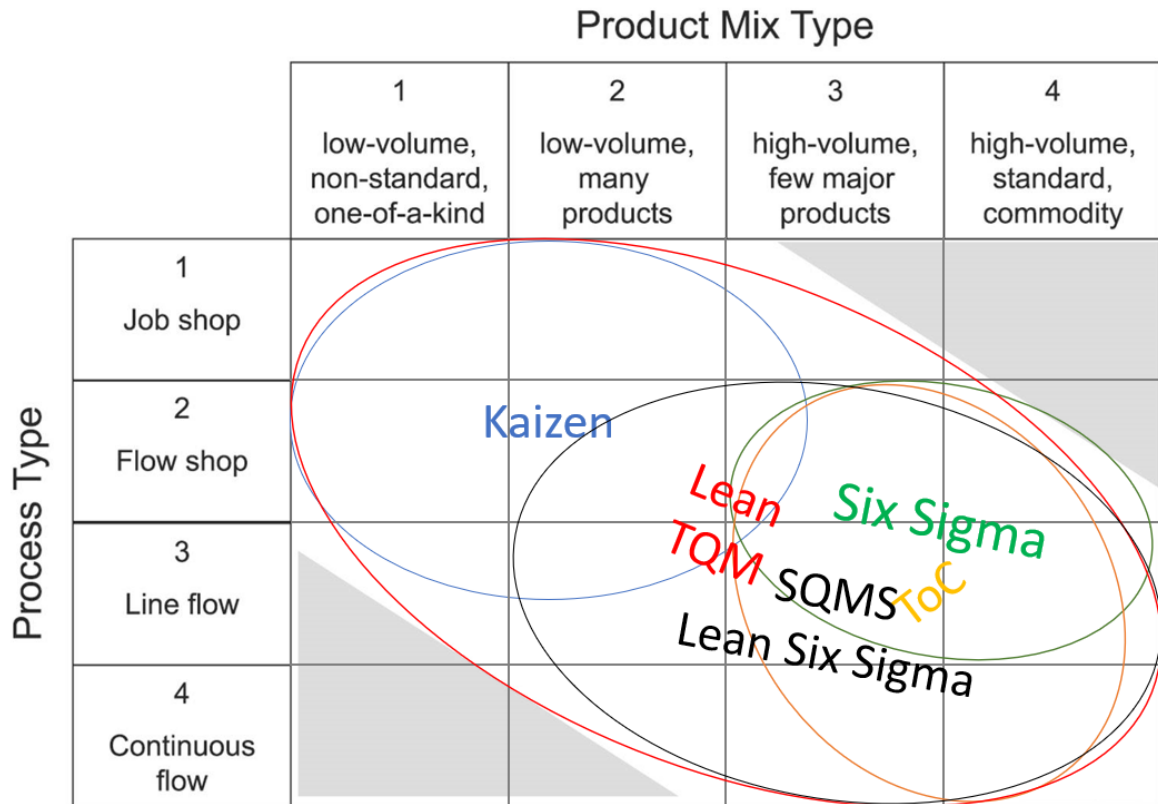 Product Mix Type
1
low-volume,
non-standard,
one-of-a-kind
2
low-volume,
many
products
3
high-volume,
few major
products
4
high-volume,
standard,
commodity
Process Type
1
Job shop
2
Flow shop
3
Line flow
4
Continuous
flow
Kaizen
Lean
TQM
Six Sigma
SQMS
ToC
Lean Six Sigma